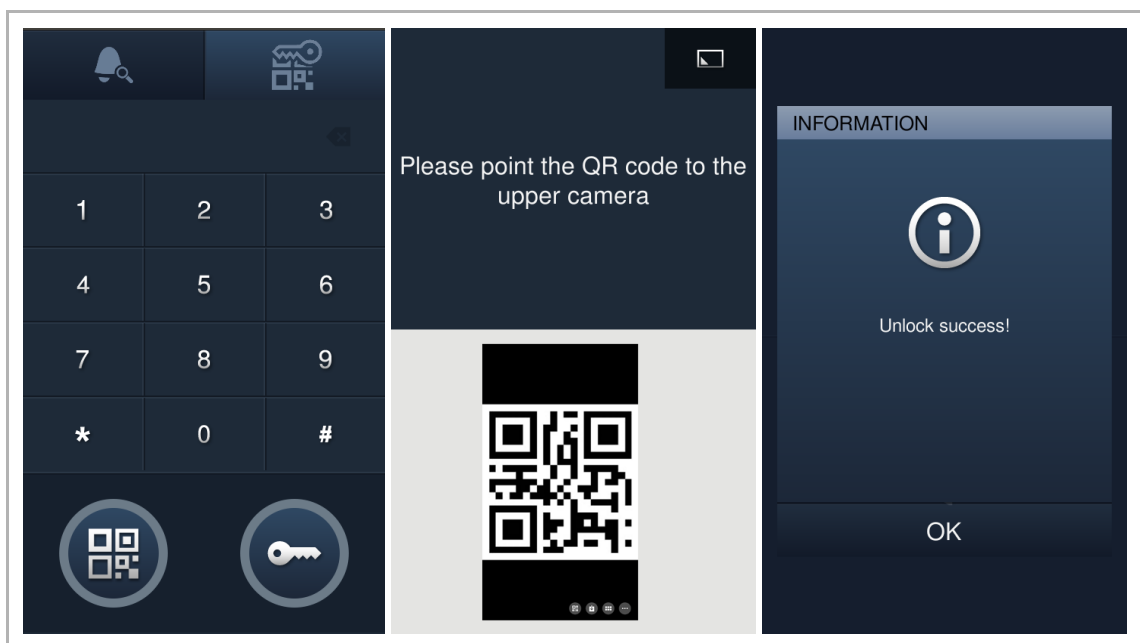 1 2 3
4 5 6
7 8 9
* 0 #
Please point the QR code to the
upper camera
INFORMATION
Unlock success!
OK